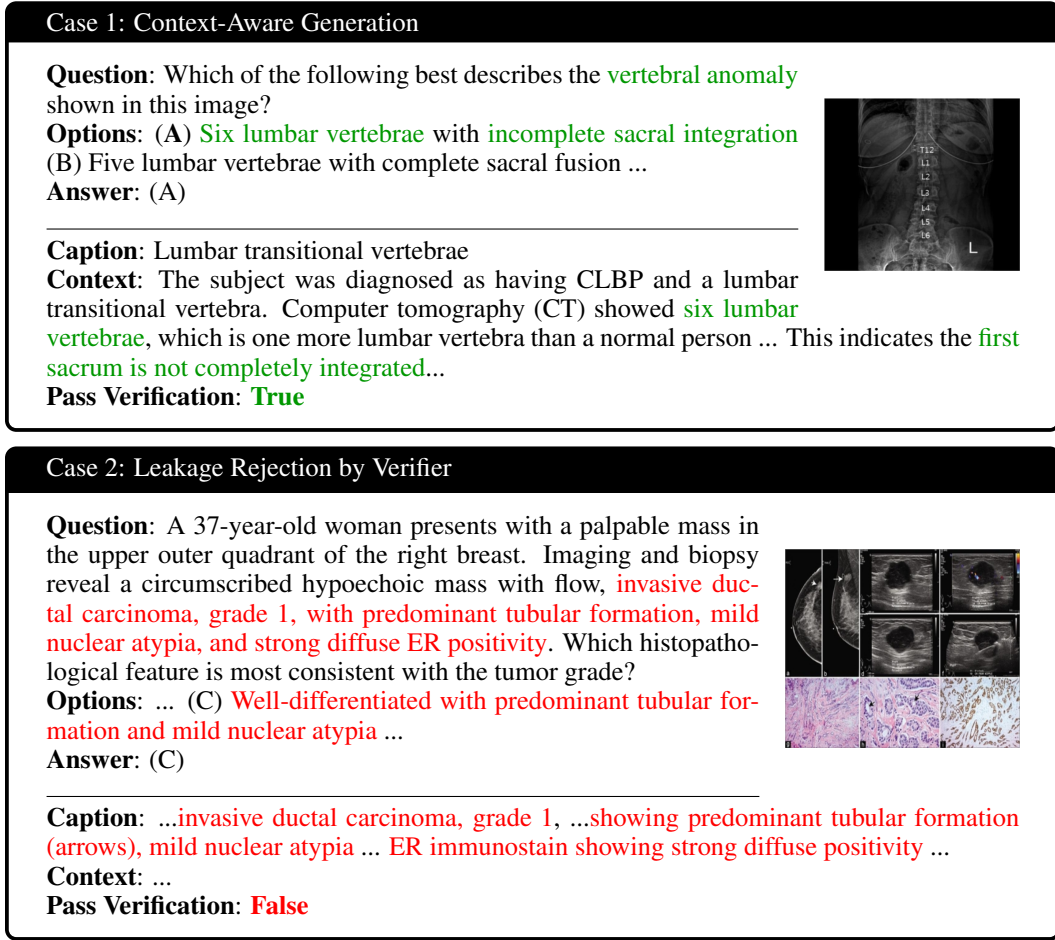 Case 1: Context-Aware Generation
Question: Which of the following best describes the vertebral anomaly
shown in this image?
Options: (A) Six lumbar vertebrae with incomplete sacral integration
(B) Five lumbar vertebrae with complete sacral fusion ...
Answer: (A)
T12
L1
L2
L3
L4
L5
L6
L
Caption: Lumbar transitional vertebrae
Context: The subject was diagnosed as having CLBP and a lumbar
transitional vertebra. Computer tomography (CT) showed six lumbar
vertebrae, which is one more lumbar vertebra than a normal person ... This indicates the first
sacrum is not completely integrated...
Pass Verification: True
Case 2: Leakage Rejection by Verifier
Question: A 37-year-old woman presents with a palpable mass in
the upper outer quadrant of the right breast. Imaging and biopsy
reveal a circumscribed hypoechoic mass with flow, invasive duc-
tal carcinoma, grade 1, with predominant tubular formation, mild
nuclear atypia, and strong diffuse ER positivity. Which histopatho-
logical feature is most consistent with the tumor grade?
Options: ... (C) Well-differentiated with predominant tubular for-
mation and mild nuclear atypia ...
Answer: (C)
Caption: ...invasive ductal carcinoma, grade 1, ...showing predominant tubular formation
(arrows), mild nuclear atypia ... ER immunostain showing strong diffuse positivity ...
Context: ...
Pass Verification: False